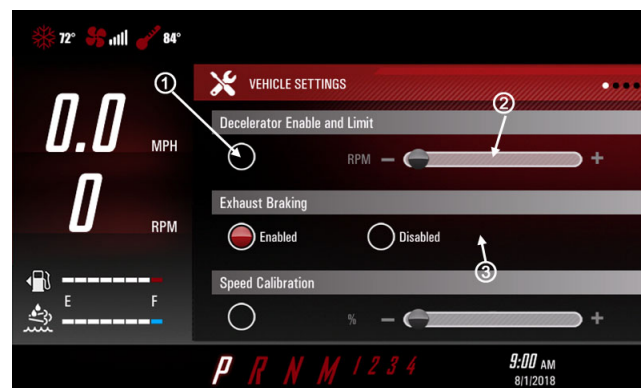 72° 84°
1
VEHICLE SETTINGS
2
Decelerator Enable and Limit
0.0 MPH
RPM − +
0 RPM
Exhaust Braking
Enabled Disabled
3
E F
Speed Calibration
% − +
P R N M 1 2 3 4
9:00 AM
8/1/2018